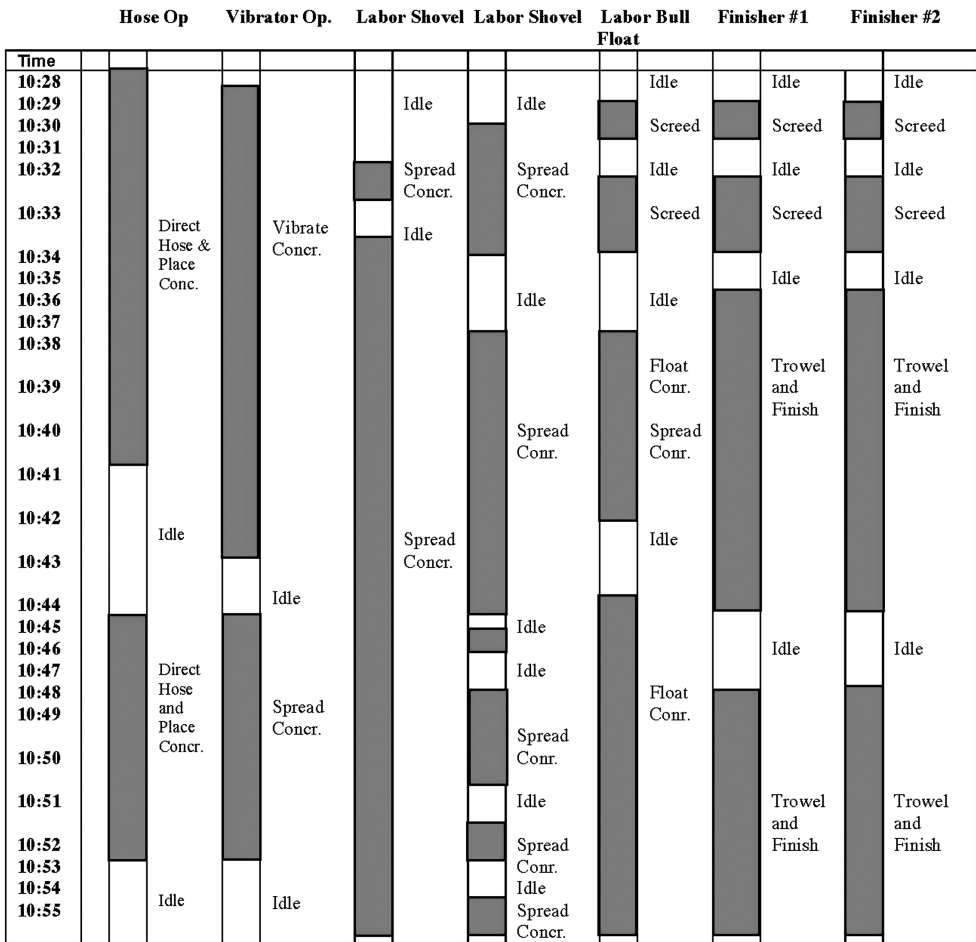 Hose Op Vibrator Op. Labor Shovel Labor Shovel Labor Bull Finisher #1 Finisher #2
Float
Time
10:28 Idle Idle Idle
10:29 Idle Idle
10:30 Screed Screed Screed
10:31
10:32 Spread Spread Idle Idle Idle
Concr. Concr.
10:33 Screed Screed Screed
Direct Vibrate Idle
Hose & Concr.
10:34
Place
10:35 Idle Idle
Conc.
10:36 Idle Idle
10:37
10:38
Float Trowel Trowel
10:39 Conr. and and
Finish Finish
10:40 Spread Spread
Conr. Conr.
10:41
10:42
Idle Spread Idle
10:43 Concr.
Idle
10:44
10:45 Idle
10:46 Idle Idle
10:47 Direct Idle
10:48 Hose Float
10:49 and Spread Conr.
Place Concr. Spread
Concr.
10:50 Conr.
10:51 Idle Trowel Trowel
and and
10:52 Spread Finish Finish
10:53 Conr.
10:54 Idle
Idle Idle
10:55 Spread
Concr.